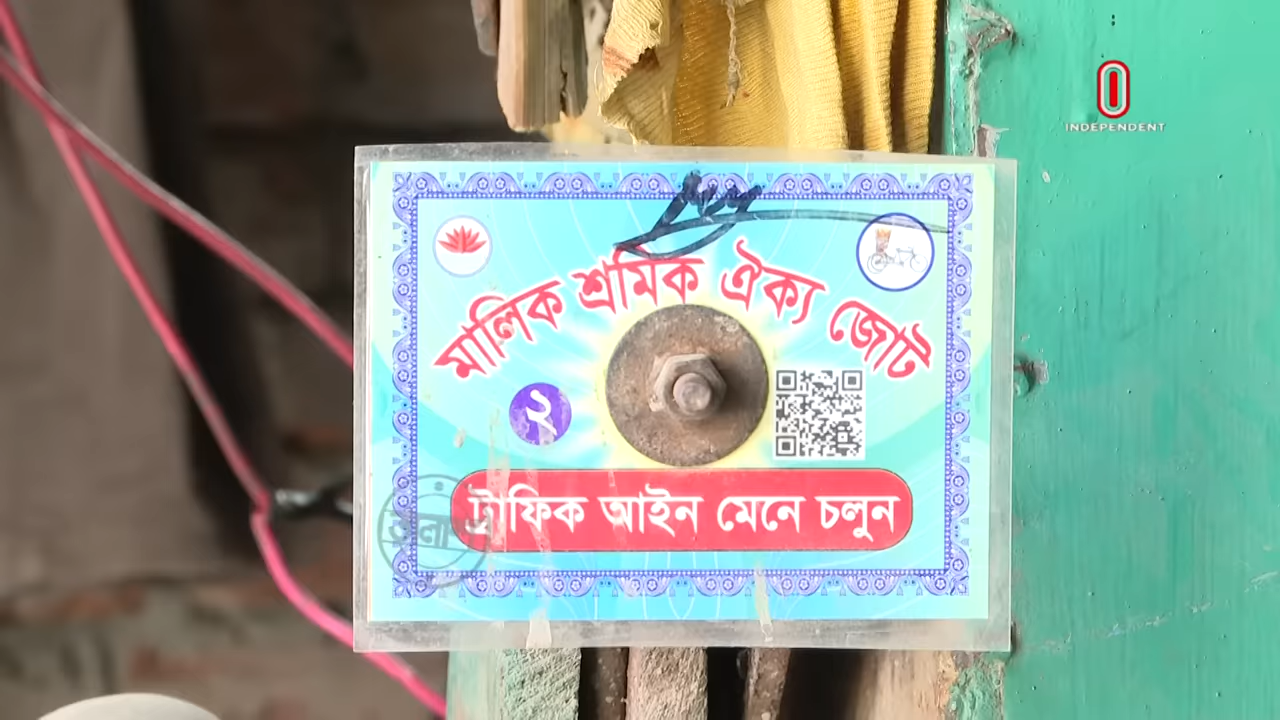 INDEPENDENT
মালিক শ্রমিক ঐক্য জোট
২
ট্রাফিক আইন মেনে চলুন
তালাশ